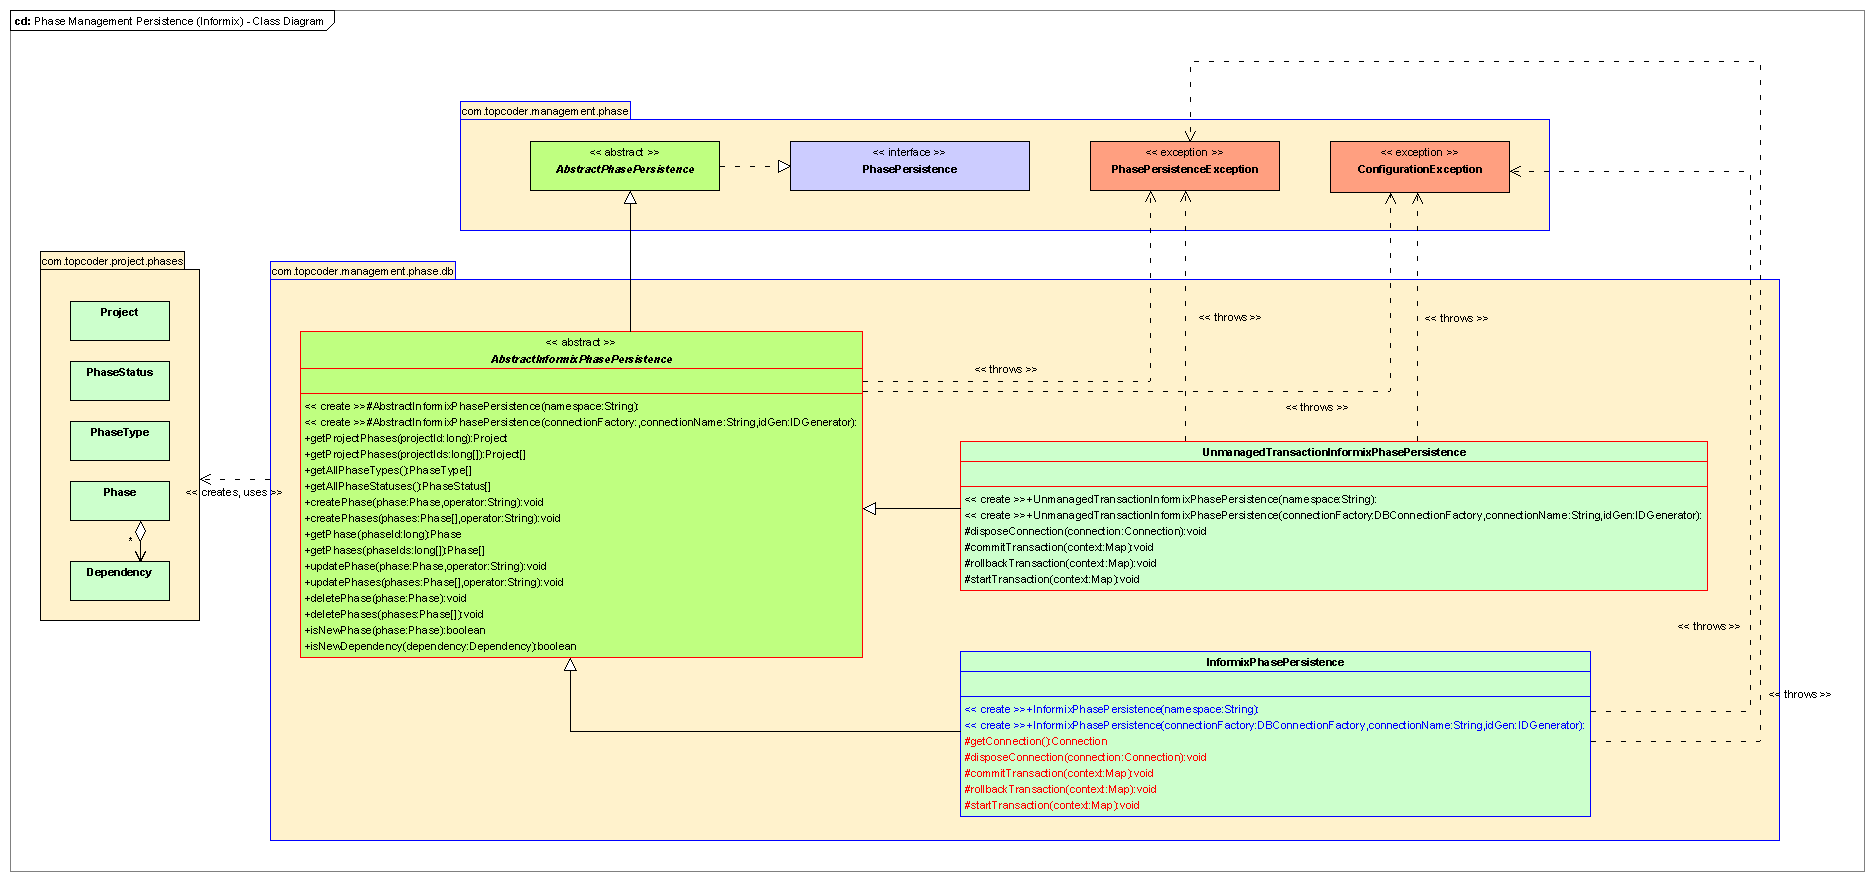 cd: Phase Management Persistence (Informix) - Class Diagram
com.topcoder.management.phase
<< abstract >>
AbstractPhasePersistence
<< interface >>
PhasePersistence
<< exception >>
PhasePersistenceException
<< exception >>
ConfigurationException
com.topcoder.project.phases
Project
PhaseStatus
PhaseType
Phase
*
Dependency
<< creates, uses >>
com.topcoder.management.phase.db
<< abstract >>
AbstractInformixPhasePersistence
<< create >>#AbstractInformixPhasePersistence(namespace:String):
<< create >>#AbstractInformixPhasePersistence(connectionFactory:,connectionName:String,idGen:IDGenerator):
+getProjectPhases(projectId:long):Project
+getProjectPhases(projectIds:long[]):Project[]
+getAllPhaseTypes():PhaseType[]
+getAllPhaseStatuses():PhaseStatus[]
+createPhase(phase:Phase,operator:String):void
+createPhases(phases:Phase[],operator:String):void
+getPhase(phaseId:long):Phase
+getPhases(phaseIds:long[]):Phase[]
+updatePhase(phase:Phase,operator:String):void
+updatePhases(phases:Phase[],operator:String):void
+deletePhase(phase:Phase):void
+deletePhases(phases:Phase[]):void
+isNewPhase(phase:Phase):boolean
+isNewDependency(dependency:Dependency):boolean
<< throws >>
<< throws >>
<< throws >>
<< throws >>
UnmanagedTransactionInformixPhasePersistence
<< create >>+UnmanagedTransactionInformixPhasePersistence(namespace:String):
<< create >>+UnmanagedTransactionInformixPhasePersistence(connectionFactory:DBConnectionFactory,connectionName:String,idGen:IDGenerator):
#disposeConnection(connection:Connection):void
#commitTransaction(context:Map):void
#rollbackTransaction(context:Map):void
#startTransaction(context:Map):void
<< throws >>
InformixPhasePersistence
<< create >>+InformixPhasePersistence(namespace:String):
<< create >>+InformixPhasePersistence(connectionFactory:DBConnectionFactory,connectionName:String,idGen:IDGenerator):
#getConnection():Connection
#disposeConnection(connection:Connection):void
#commitTransaction(context:Map):void
#rollbackTransaction(context:Map):void
#startTransaction(context:Map):void
<< throws >>